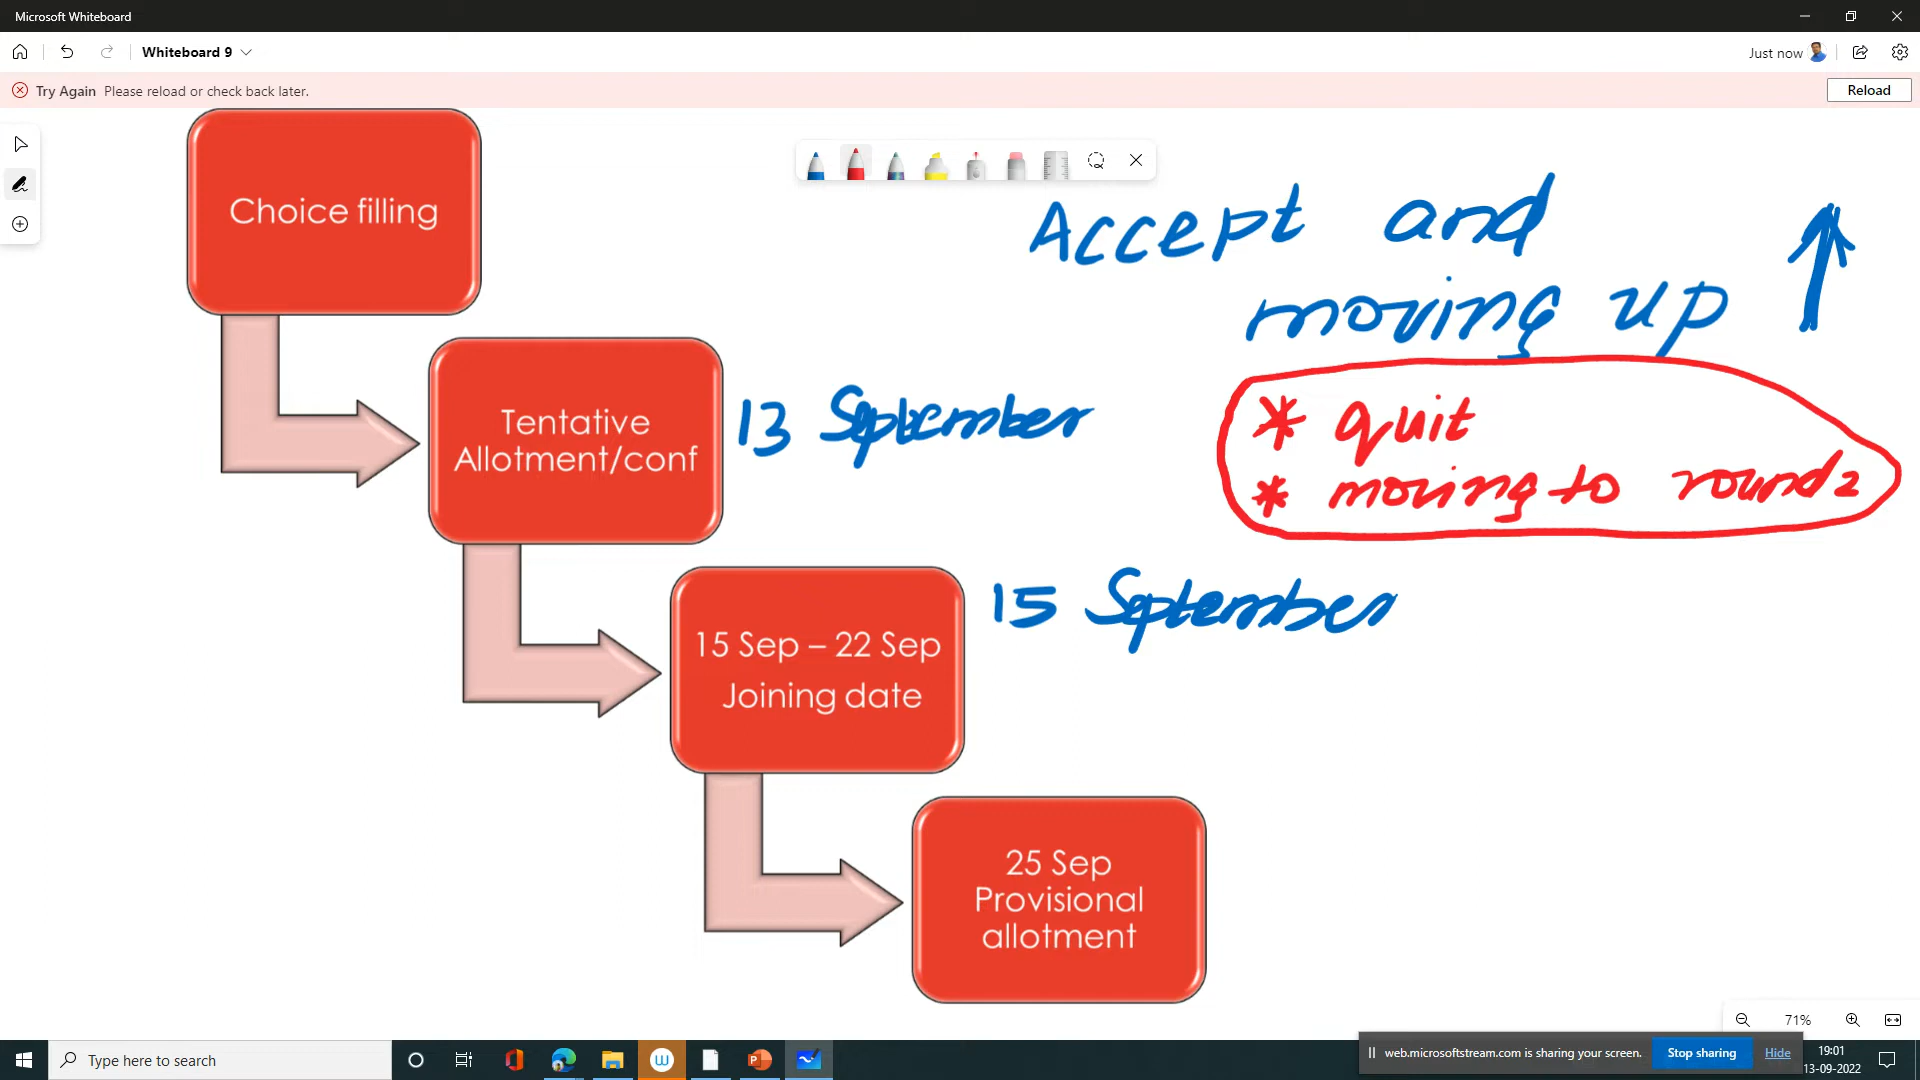 Microsoft Whiteboard
Whiteboard 9
Just now
Try Again Please reload or check back later.
Reload
Choice filling
Accept and
moving up
Tentative
Allotment/conf
13 September
* quit
* moving to round 2
15 Sep – 22 Sep
Joining date
15 September
25 Sep
Provisional
allotment
71%
Type here to search
W
web.microsoftstream.com is sharing your screen.
Stop sharing
Hide
19:01
13-09-2022